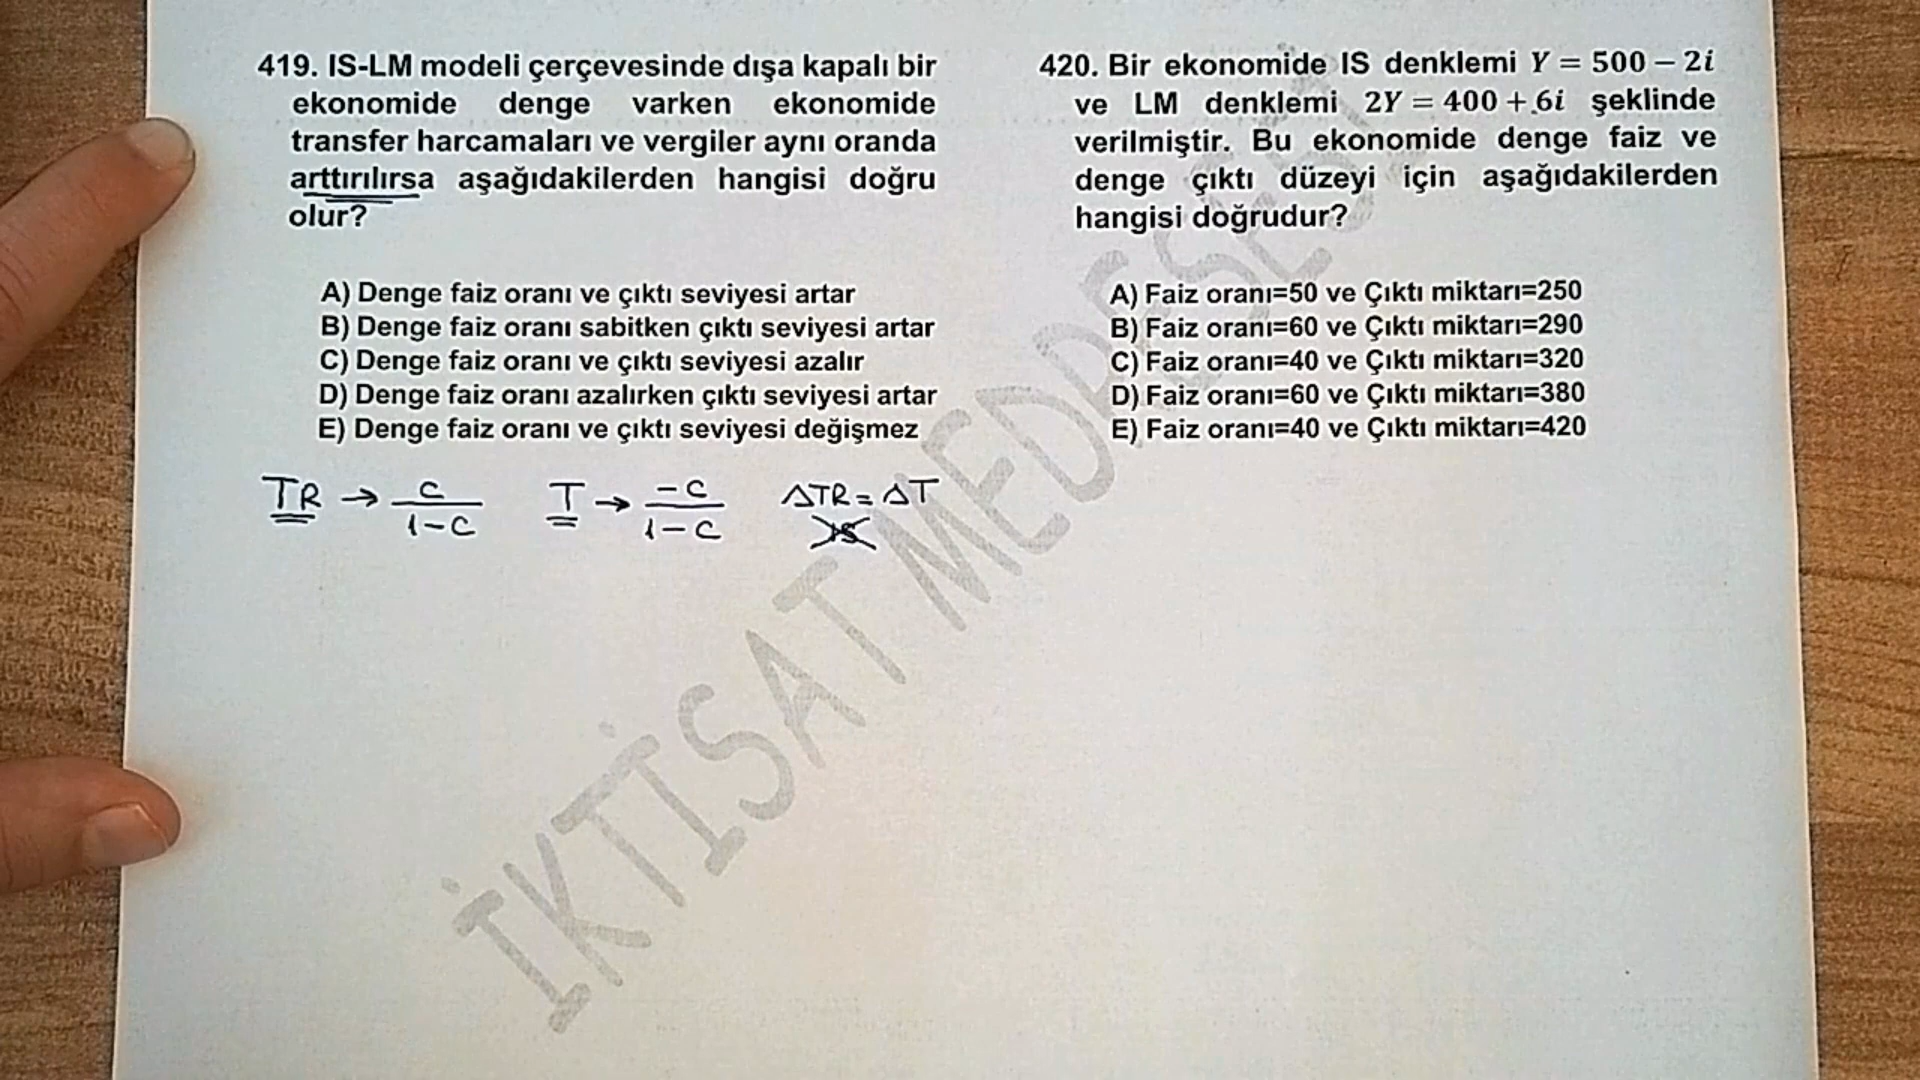 419. IS-LM modeli çerçevesinde dışa kapalı bir
ekonomide denge varken ekonomide
transfer harcamaları ve vergiler aynı oranda
arttırılırsa aşağıdakilerden hangisi doğru
olur?
A) Denge faiz oranı ve çıktı seviyesi artar
B) Denge faiz oranı sabitken çıktı seviyesi artar
C) Denge faiz oranı ve çıktı seviyesi azalır
D) Denge faiz oranı azalırken çıktı seviyesi artar
E) Denge faiz oranı ve çıktı seviyesi değişmez
TR → c / 1-c   T → -c / 1-c   ΔTR = ΔT
IS
420. Bir ekonomide IS denklemi Y = 500 − 2i
ve LM denklemi 2Y = 400 + 6i şeklinde
verilmiştir. Bu ekonomide denge faiz ve
denge çıktı düzeyi için aşağıdakilerden
hangisi doğrudur?
A) Faiz oranı=50 ve Çıktı miktarı=250
B) Faiz oranı=60 ve Çıktı miktarı=290
C) Faiz oranı=40 ve Çıktı miktarı=320
D) Faiz oranı=60 ve Çıktı miktarı=380
E) Faiz oranı=40 ve Çıktı miktarı=420
İKTİSAT MEDRESESİ